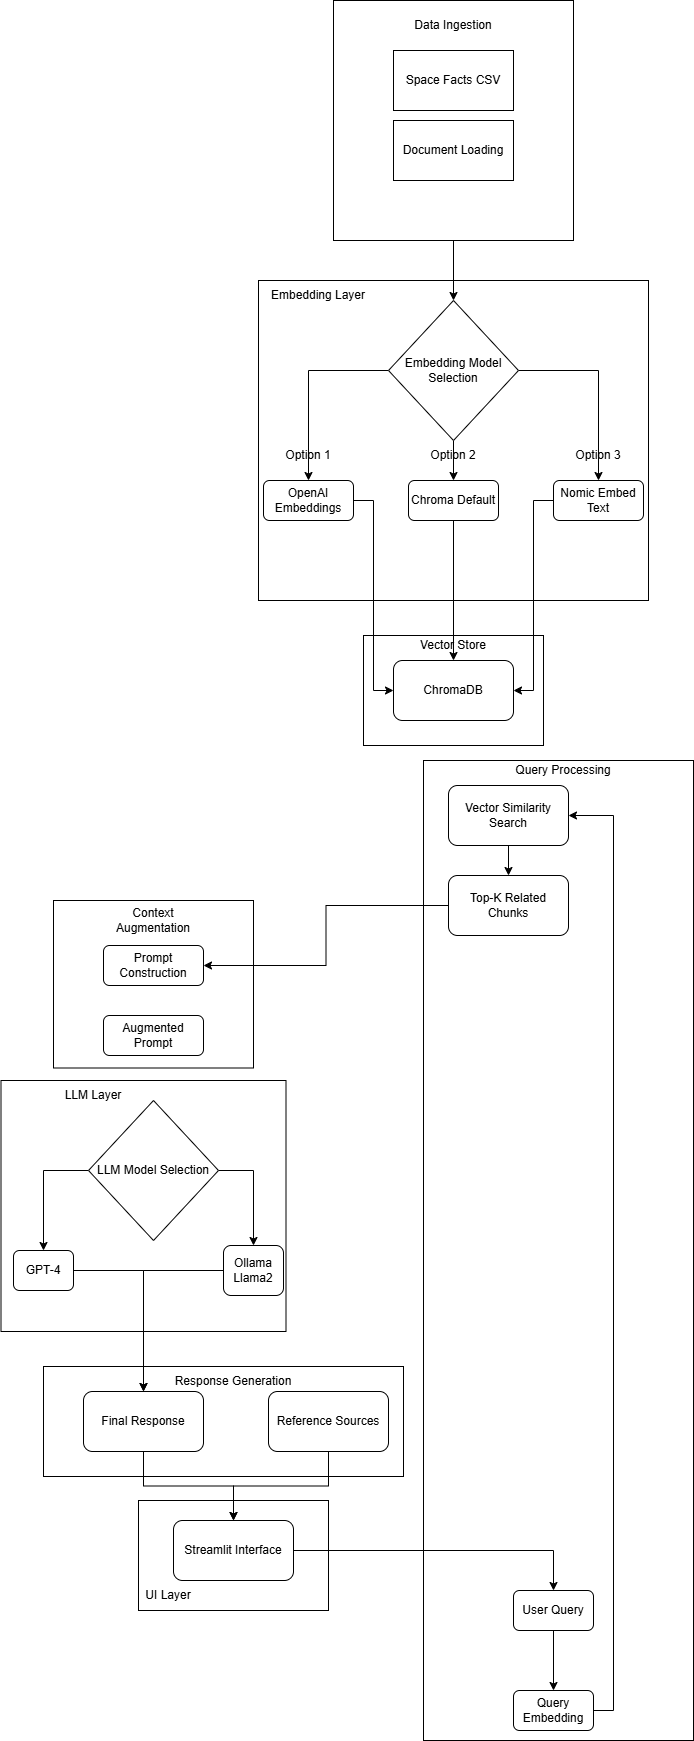 Data Ingestion
Space Facts CSV
Document Loading
Embedding Layer
Embedding Model
Selection
Option 1
Option 2
Option 3
OpenAI
Embeddings
Chroma Default
Nomic Embed
Text
Vector Store
ChromaDB
Query Processing
Vector Similarity
Search
Top-K Related
Chunks
Context
Augmentation
Prompt
Construction
Augmented
Prompt
LLM Layer
LLM Model Selection
GPT-4
Ollama
Llama2
Response Generation
Final Response
Reference Sources
Streamlit Interface
UI Layer
User Query
Query
Embedding